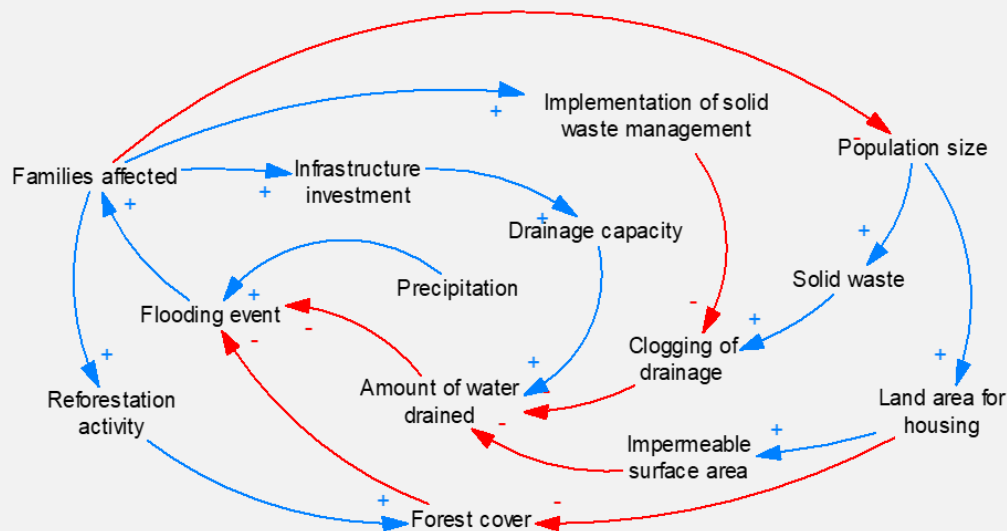 Implementation of solid
waste management
Population size
Families affected
Infrastructure
investment
Drainage capacity
Precipitation
Solid waste
Flooding event
Clogging of
drainage
Amount of water
drained
Reforestation
activity
Land area for
housing
Impermeable
surface area
Forest cover
+
-
+
+
+
+
+
+
-
-
-
+
+
+
+
-
+
+
-